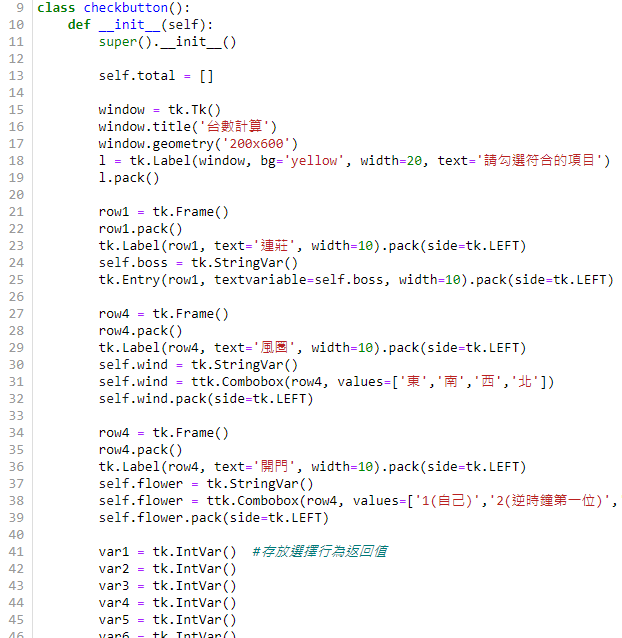 9 class checkbutton():
10     def __init__(self):
11         super().__init__()
12
13         self.total = []
14
15         window = tk.Tk()
16         window.title('台數計算')
17         window.geometry('200x600')
18         l = tk.Label(window, bg='yellow', width=20, text='請勾選符合的項目')
19         l.pack()
20
21         row1 = tk.Frame()
22         row1.pack()
23         tk.Label(row1, text='連莊', width=10).pack(side=tk.LEFT)
24         self.boss = tk.StringVar()
25         tk.Entry(row1, textvariable=self.boss, width=10).pack(side=tk.LEFT)
26
27         row4 = tk.Frame()
28         row4.pack()
29         tk.Label(row4, text='風圈', width=10).pack(side=tk.LEFT)
30         self.wind = tk.StringVar()
31         self.wind = ttk.Combobox(row4, values=['東','南','西','北'])
32         self.wind.pack(side=tk.LEFT)
33
34         row4 = tk.Frame()
35         row4.pack()
36         tk.Label(row4, text='開門', width=10).pack(side=tk.LEFT)
37         self.flower = tk.StringVar()
38         self.flower = ttk.Combobox(row4, values=['1(自己)','2(逆時鐘第一位)',
39         self.flower.pack(side=tk.LEFT)
40
41         var1 = tk.IntVar()  #存放選擇行為返回值
42         var2 = tk.IntVar()
43         var3 = tk.IntVar()
44         var4 = tk.IntVar()
45         var5 = tk.IntVar()
46         var6 = tk.IntVar()